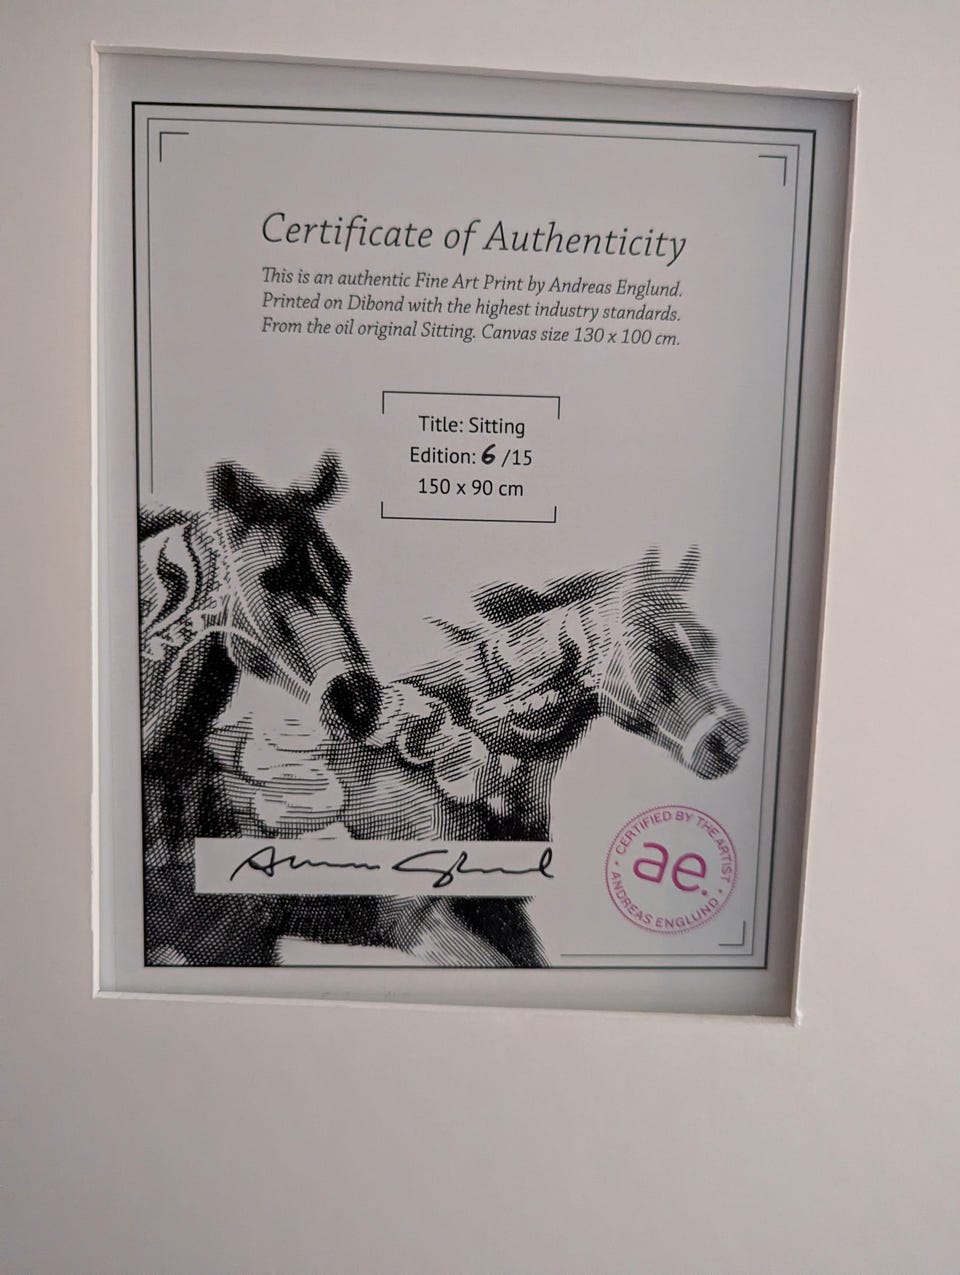 Certificate of Authenticity
This is an authentic Fine Art Print by Andreas Englund.
Printed on Dibond with the highest industry standards.
From the oil original Sitting. Canvas size 130 x 100 cm.
Title: Sitting
Edition: 6 /15
150 x 90 cm
CERTIFIED BY THE ARTIST
ae.
ANDREAS ENGLUND